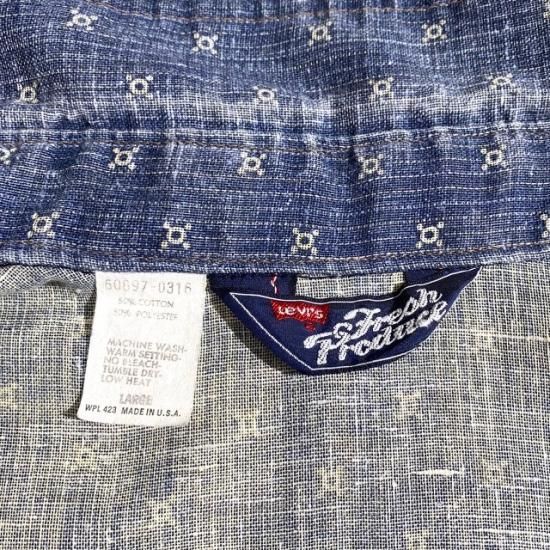 60697-0316
50% COTTON
50% POLYESTER
MACHINE WASH-
WARM SETTING-
NO BLEACH-
TUMBLE DRY-
LOW HEAT
LARGE
WPL 423 MADE IN U.S.A.
Levi's
Fresh
Produce